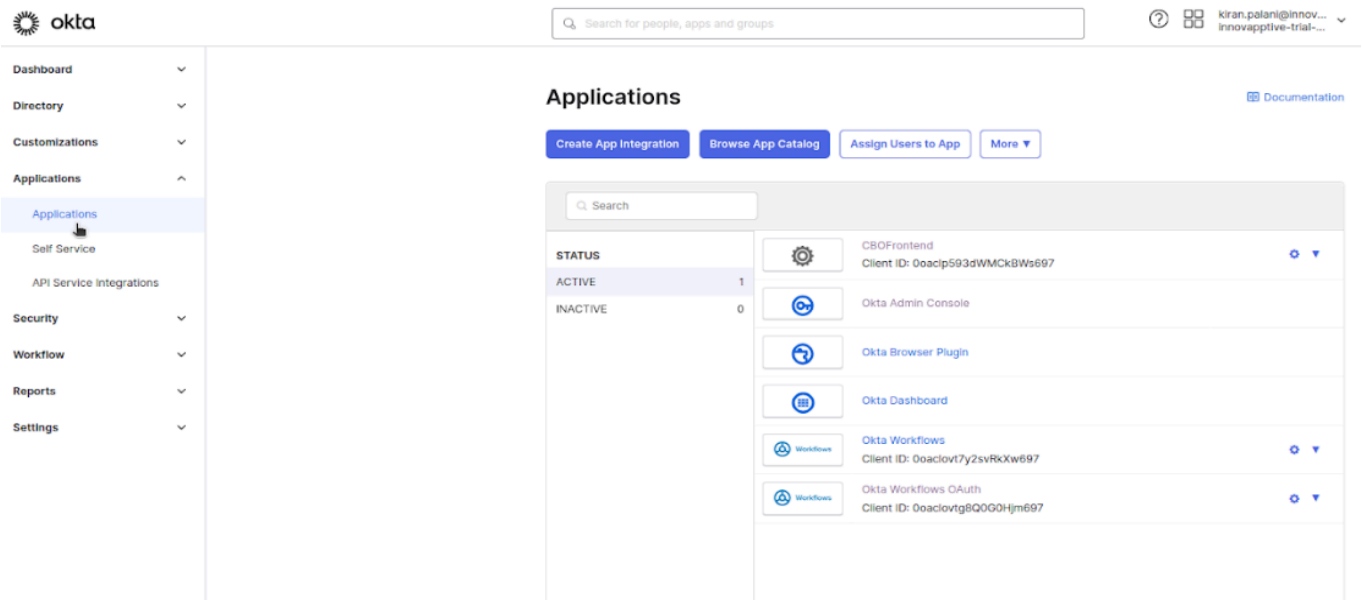 okta
Search for people, apps and groups
kiran.palani@innov...
innovapptive-trial-...
Dashboard
Directory
Customizations
Applications
Applications
Self Service
API Service Integrations
Security
Workflow
Reports
Settings
Applications
Documentation
Create App Integration
Browse App Catalog
Assign Users to App
More ▼
Search
STATUS
ACTIVE 1
INACTIVE 0
CBOFrontend
Client ID: 0oaclp593dWMCkBWs697
Okta Admin Console
Okta Browser Plugin
Okta Dashboard
Workflows
Okta Workflows
Client ID: 0oaclovt7y2svRkXw697
Workflows
Okta Workflows OAuth
Client ID: 0oaclovtg8Q0G0Hjm697